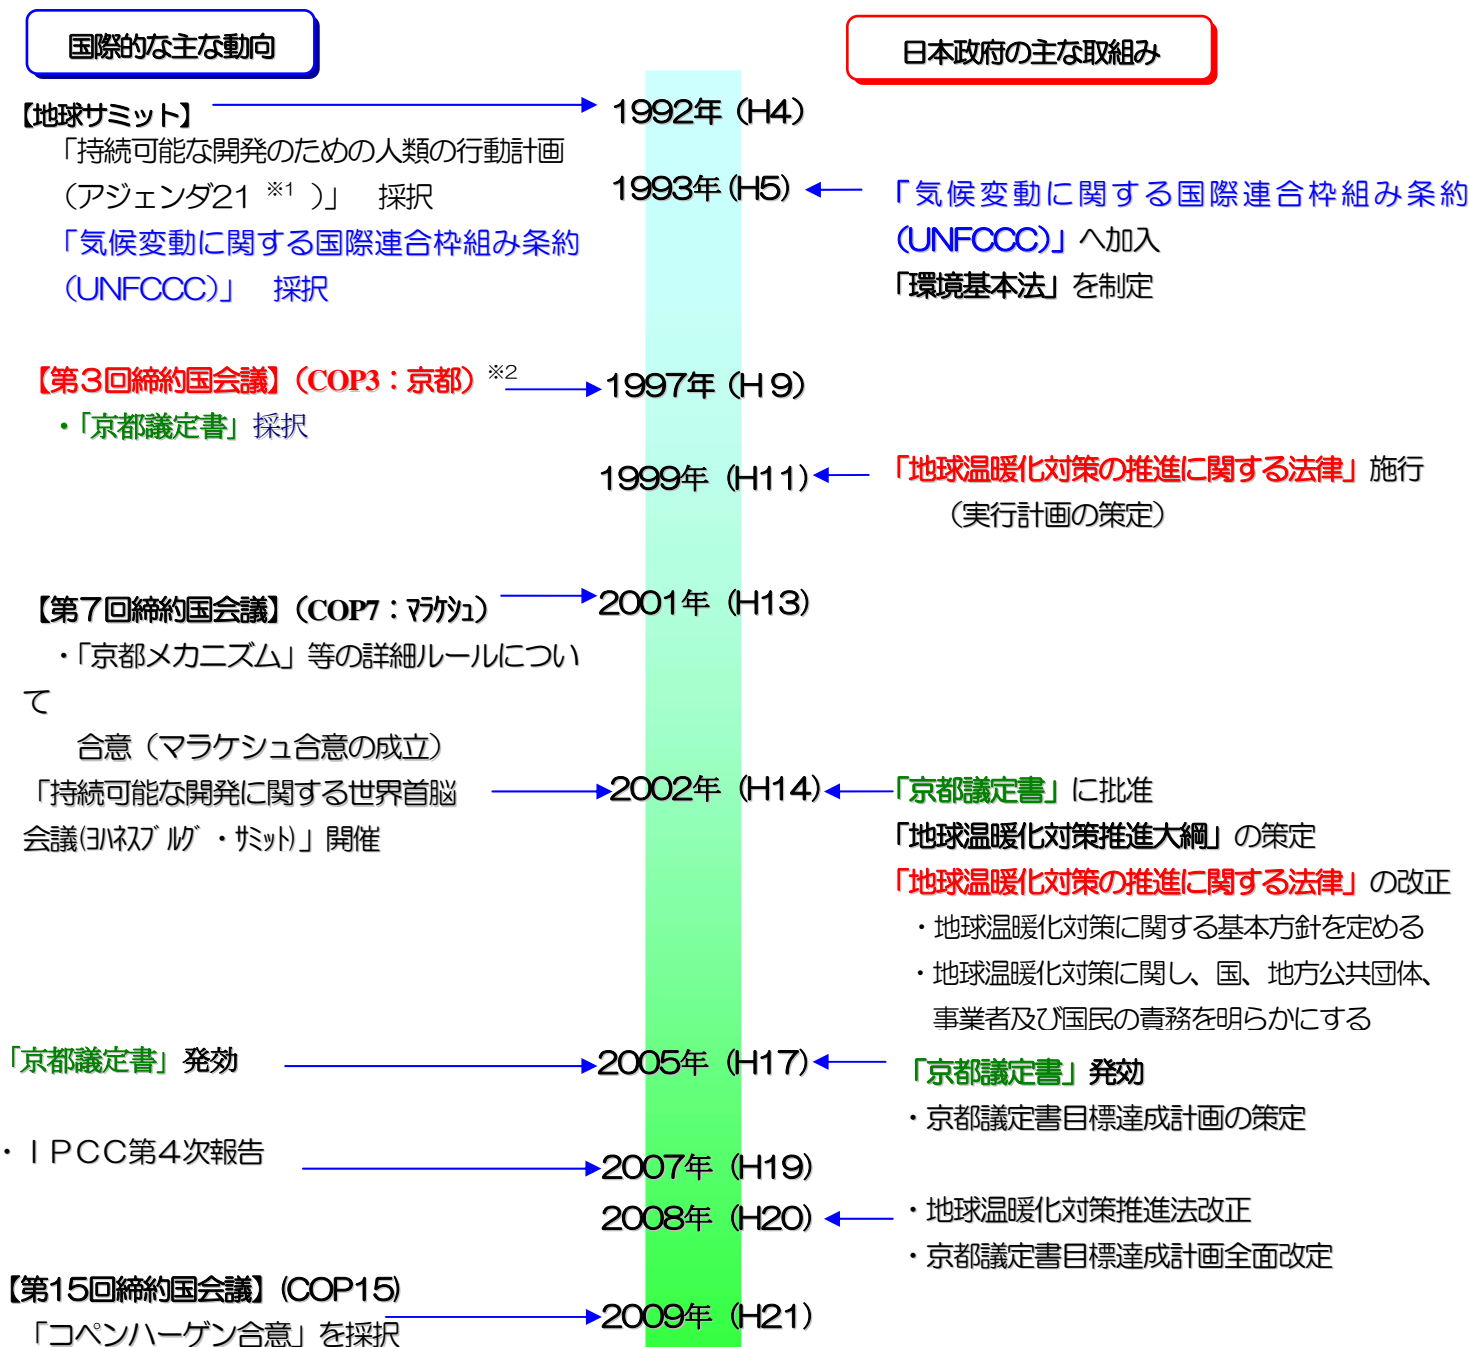 国際的な主な動向
日本政府の主な取組み
【地球サミット】
「持続可能な開発のための人類の行動計画
（アジェンダ21 ※1 ）」　採択
「気候変動に関する国際連合枠組み条約
（UNFCCC）」　採択
1992年（H4）
1993年（H5）
「気候変動に関する国際連合枠組み条約
（UNFCCC）」へ加入
「環境基本法」を制定
【第３回締約国会議】（COP3：京都）※2
・「京都議定書」採択
1997年（H９）
1999年（H11）
「地球温暖化対策の推進に関する法律」施行
（実行計画の策定）
【第７回締約国会議】（COP7：ﾏﾗｹｼｭ）
・「京都メカニズム」等の詳細ルールについ
て
合意（マラケシュ合意の成立）
2001年（H13）
「持続可能な開発に関する世界首脳
会議(ﾖﾊﾈｽﾌﾞﾙｸﾞ・ｻﾐｯﾄ)」開催
2002年（H14）
「京都議定書」に批准
「地球温暖化対策推進大綱」の策定
「地球温暖化対策の推進に関する法律」の改正
・地球温暖化対策に関する基本方針を定める
・地球温暖化対策に関し、国、地方公共団体、
事業者及び国民の責務を明らかにする
「京都議定書」発効
2005年（H17）
「京都議定書」発効
・京都議定書目標達成計画の策定
・ＩＰＣＣ第４次報告
2007年（H19）
2008年（H20）
・地球温暖化対策推進法改正
・京都議定書目標達成計画全面改定
【第15回締約国会議】（COP15）
「コペンハーゲン合意」を採択
2009年（H21）